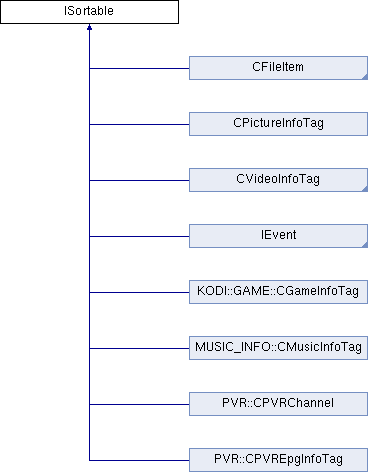 ISortable
CFileItem
CPictureInfoTag
CVideoInfoTag
IEvent
KODI::GAME::CGameInfoTag
MUSIC_INFO::CMusicInfoTag
PVR::CPVRChannel
PVR::CPVREpgInfoTag